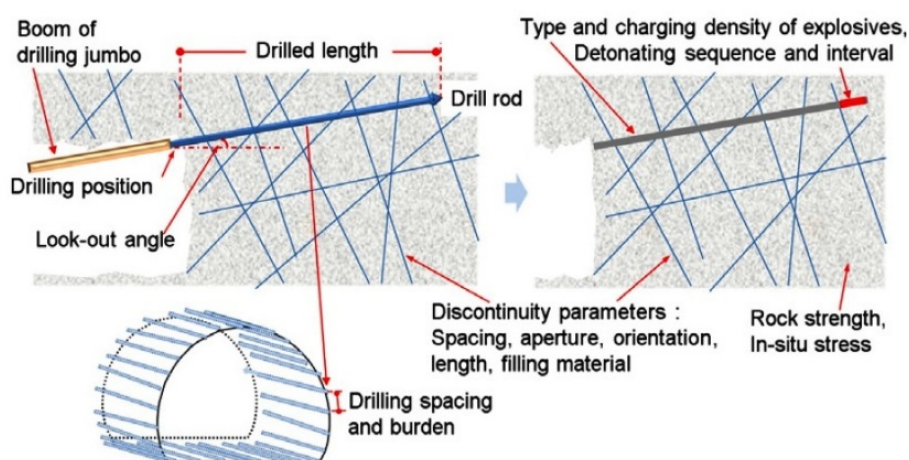 Boom of
drilling jumbo
Drilled length
Drill rod
Drilling position
Look-out angle
Type and charging density of explosives,
Detonating sequence and interval
Discontinuity parameters :
Spacing, aperture, orientation,
length, filling material
Rock strength,
In-situ stress
Drilling spacing
and burden